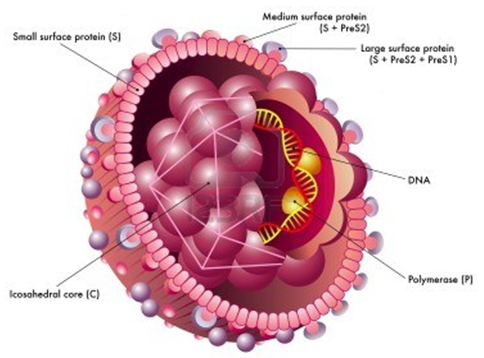 Medium surface protein
(S + PreS2)
Small surface protein (S)
Large surface protein
(S + PreS2 + PreS1)
DNA
Polymerase (P)
Icosahedral core (C)